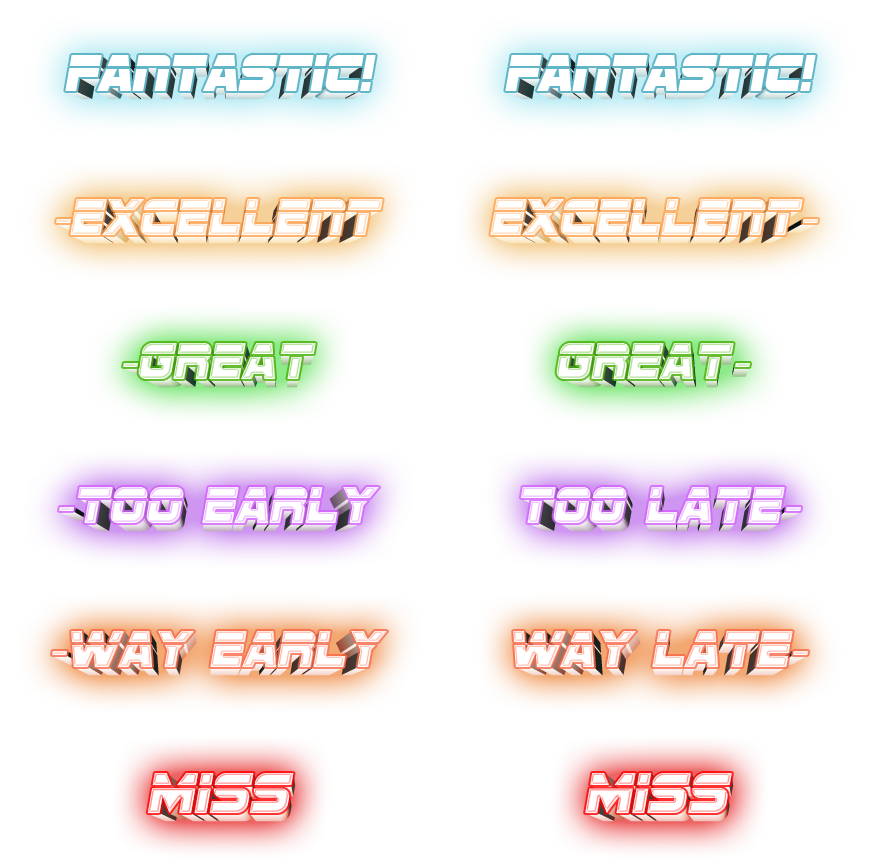 FANTASTIC! FANTASTIC!
-EXCELLENT EXCELLENT-
-GREAT GREAT-
-TOO EARLY TOO LATE-
-WAY EARLY WAY LATE-
MISS MISS